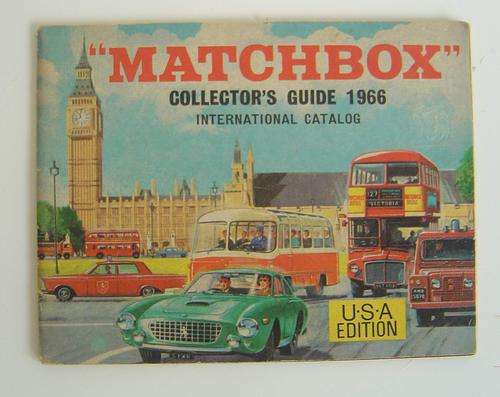 "MATCHBOX"
COLLECTOR'S GUIDE 1966
INTERNATIONAL CATALOG
VICTORIA
U·S·A
EDITION